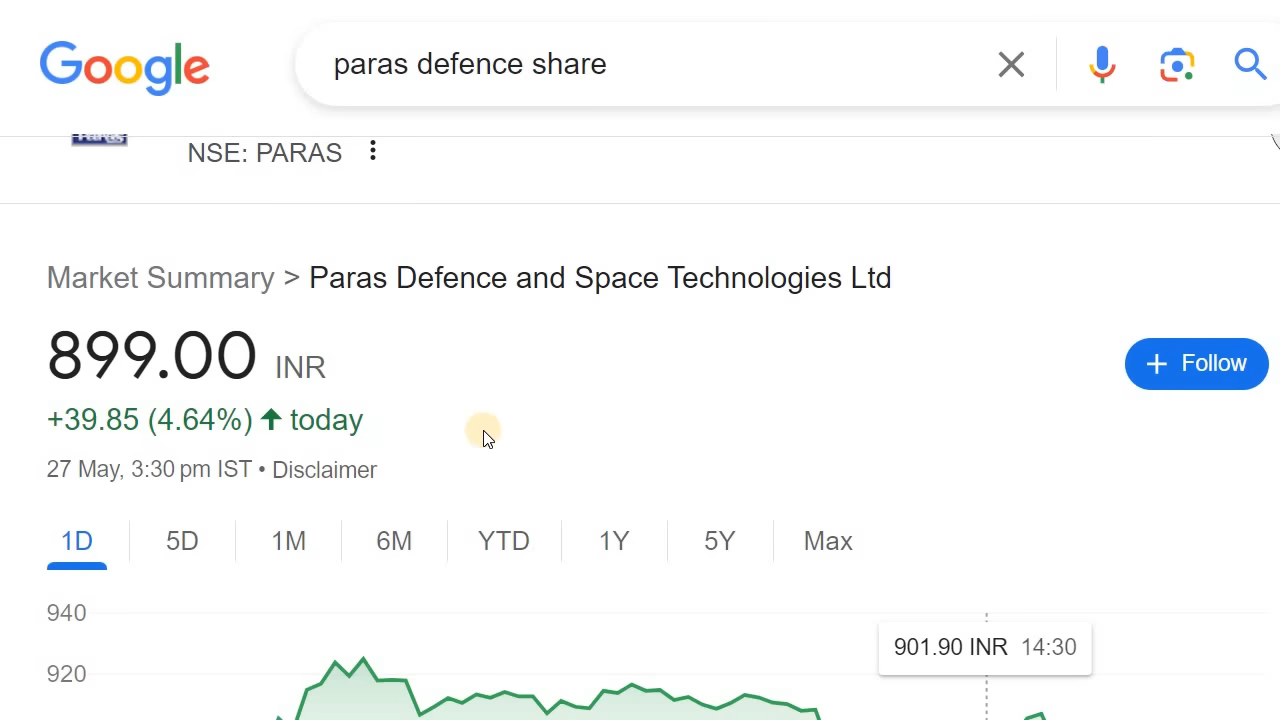 Google
paras defence share
NSE: PARAS
Market Summary > Paras Defence and Space Technologies Ltd
899.00 INR
+39.85 (4.64%) today
Follow
27 May, 3:30 pm IST • Disclaimer
1D 5D 1M 6M YTD 1Y 5Y Max
940
901.90 INR 14:30
920